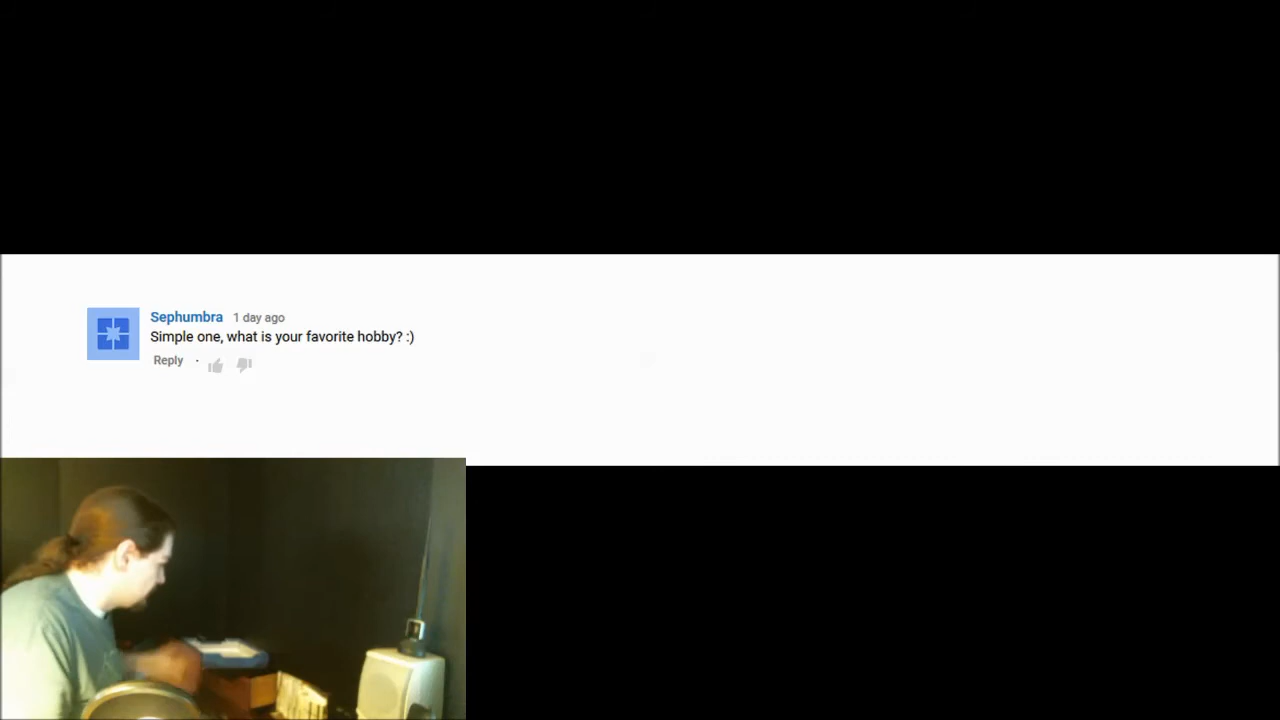 Sephumbra 1 day ago
Simple one, what is your favorite hobby? :)
Reply ·